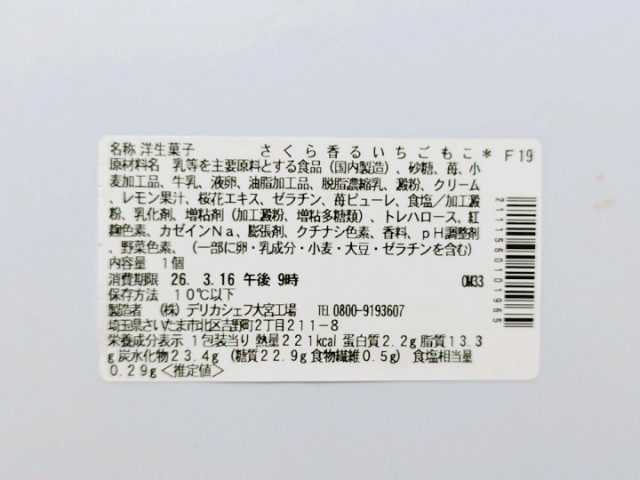 名称 洋生菓子 さくら香るいちごもこ* F19
原材料名 乳等を主要原料とする食品（国内製造）、砂糖、苺、小
麦加工品、牛乳、液卵、油脂加工品、脱脂濃縮乳、澱粉、クリーム
、レモン果汁、桜花エキス、ゼラチン、苺ピューレ、食塩／加工澱
粉、乳化剤、増粘剤（加工澱粉、増粘多糖類）、トレハロース、紅
麹色素、カゼインNa、膨張剤、クチナシ色素、香料、pH調整剤
、野菜色素、（一部に卵・乳成分・小麦・大豆・ゼラチンを含む）
内容量 1個
消費期限 26. 3.16 午後 9時 OM33
保存方法 10℃以下
製造者 （株）デリカシェフ大宮工場 TEL 0800-9193607
埼玉県さいたま市北区吉野町2丁目211-8
栄養成分表示 1包装当り 熱量221kcal 蛋白質2.2g 脂質13.3
g 炭水化物23.4g （糖質22.9g 食物繊維0.5g） 食塩相当量
0.29g<推定値>
2111560101965